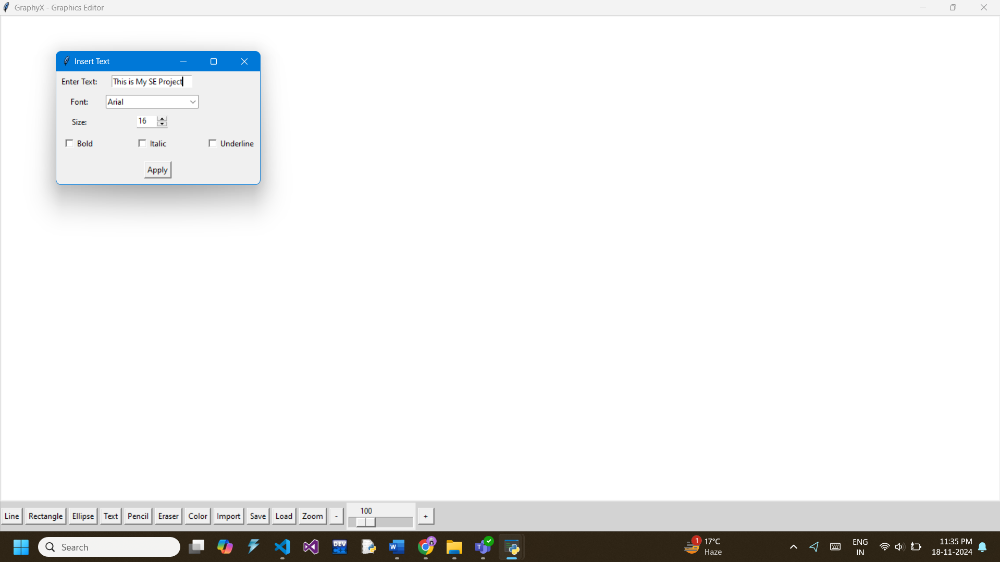 GraphyX - Graphics Editor
Insert Text
Enter Text: This is My SE Project
Font: Arial
Size: 16
Bold Italic Underline
Apply
100
Line Rectangle Ellipse Text Pencil Eraser Color Import Save Load Zoom - +
Search DEV W T 1 17°C Haze ENG IN 11:35 PM 18-11-2024